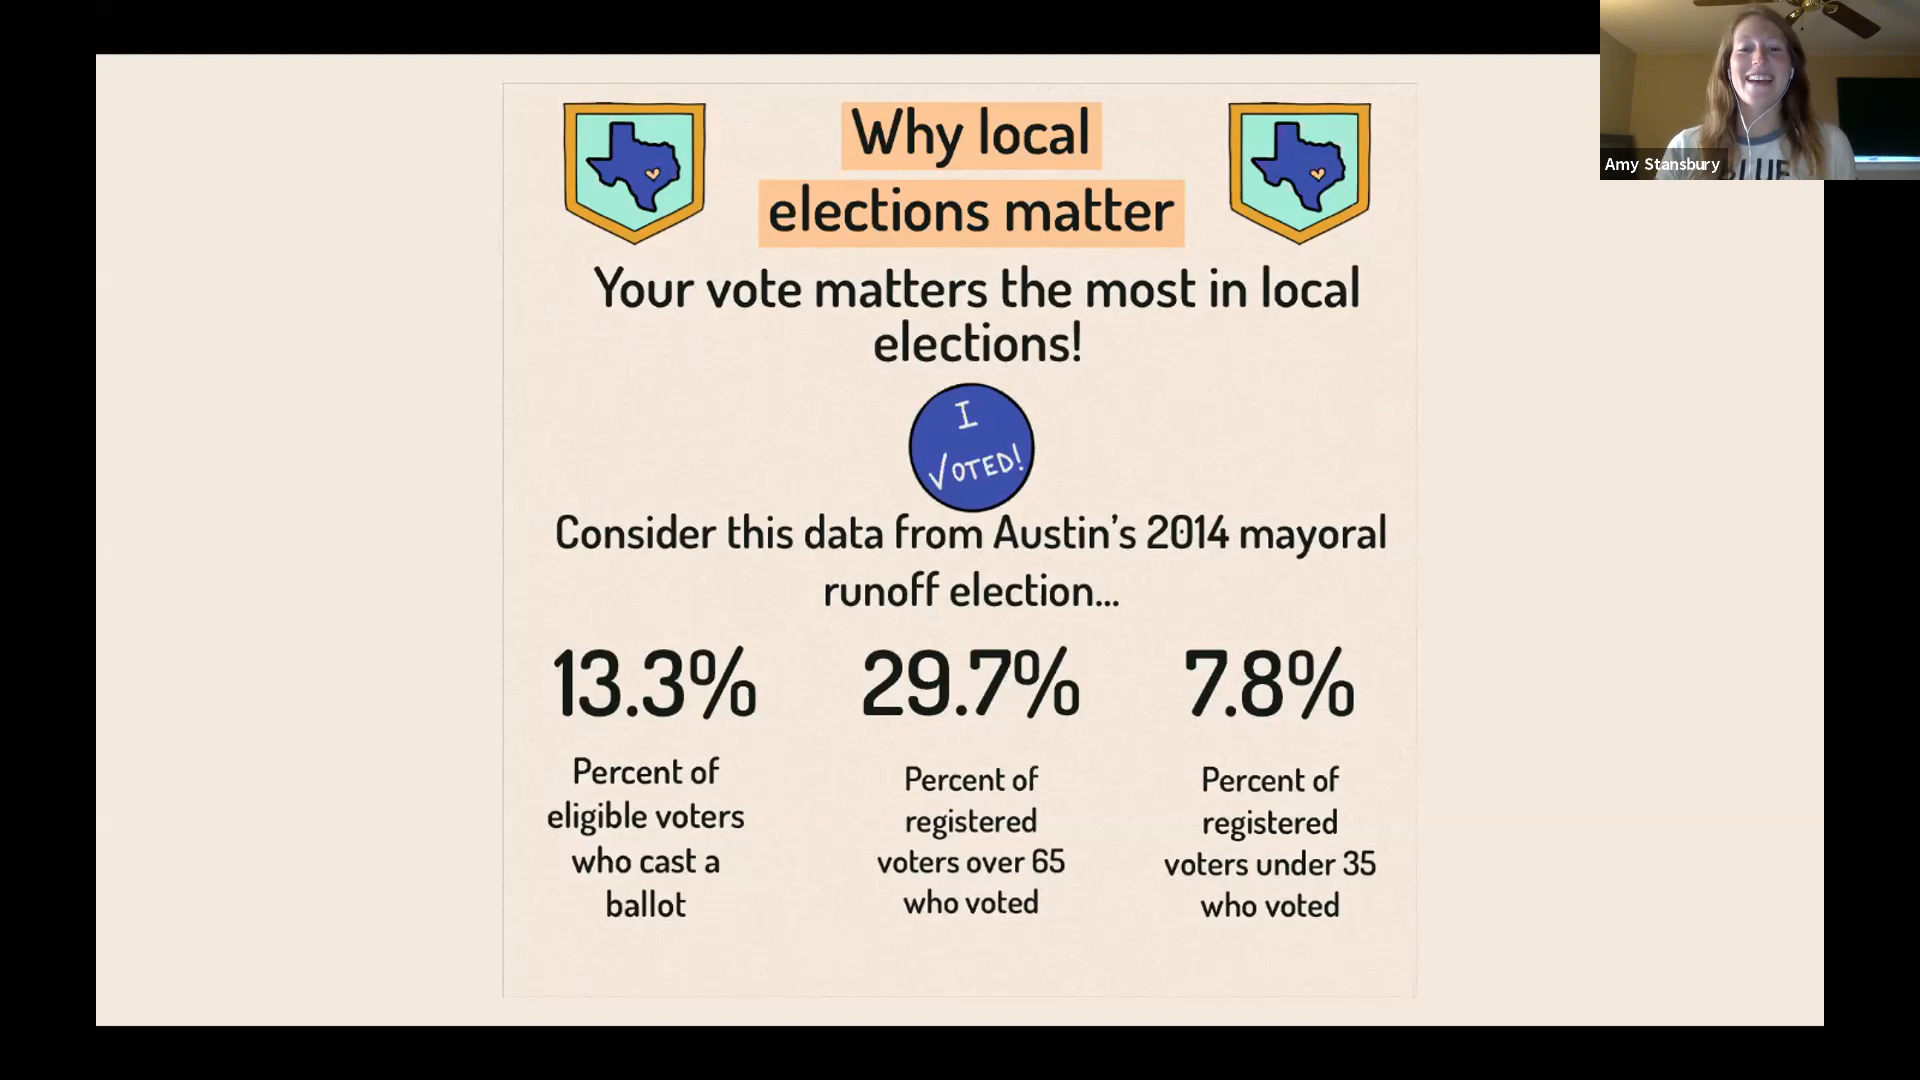 Why local
elections matter
Your vote matters the most in local
elections!
I
VOTED!
Consider this data from Austin's 2014 mayoral
runoff election...
13.3%
29.7%
7.8%
Percent of
eligible voters
who cast a
ballot
Percent of
registered
voters over 65
who voted
Percent of
registered
voters under 35
who voted
Amy Stansbury
BLUE